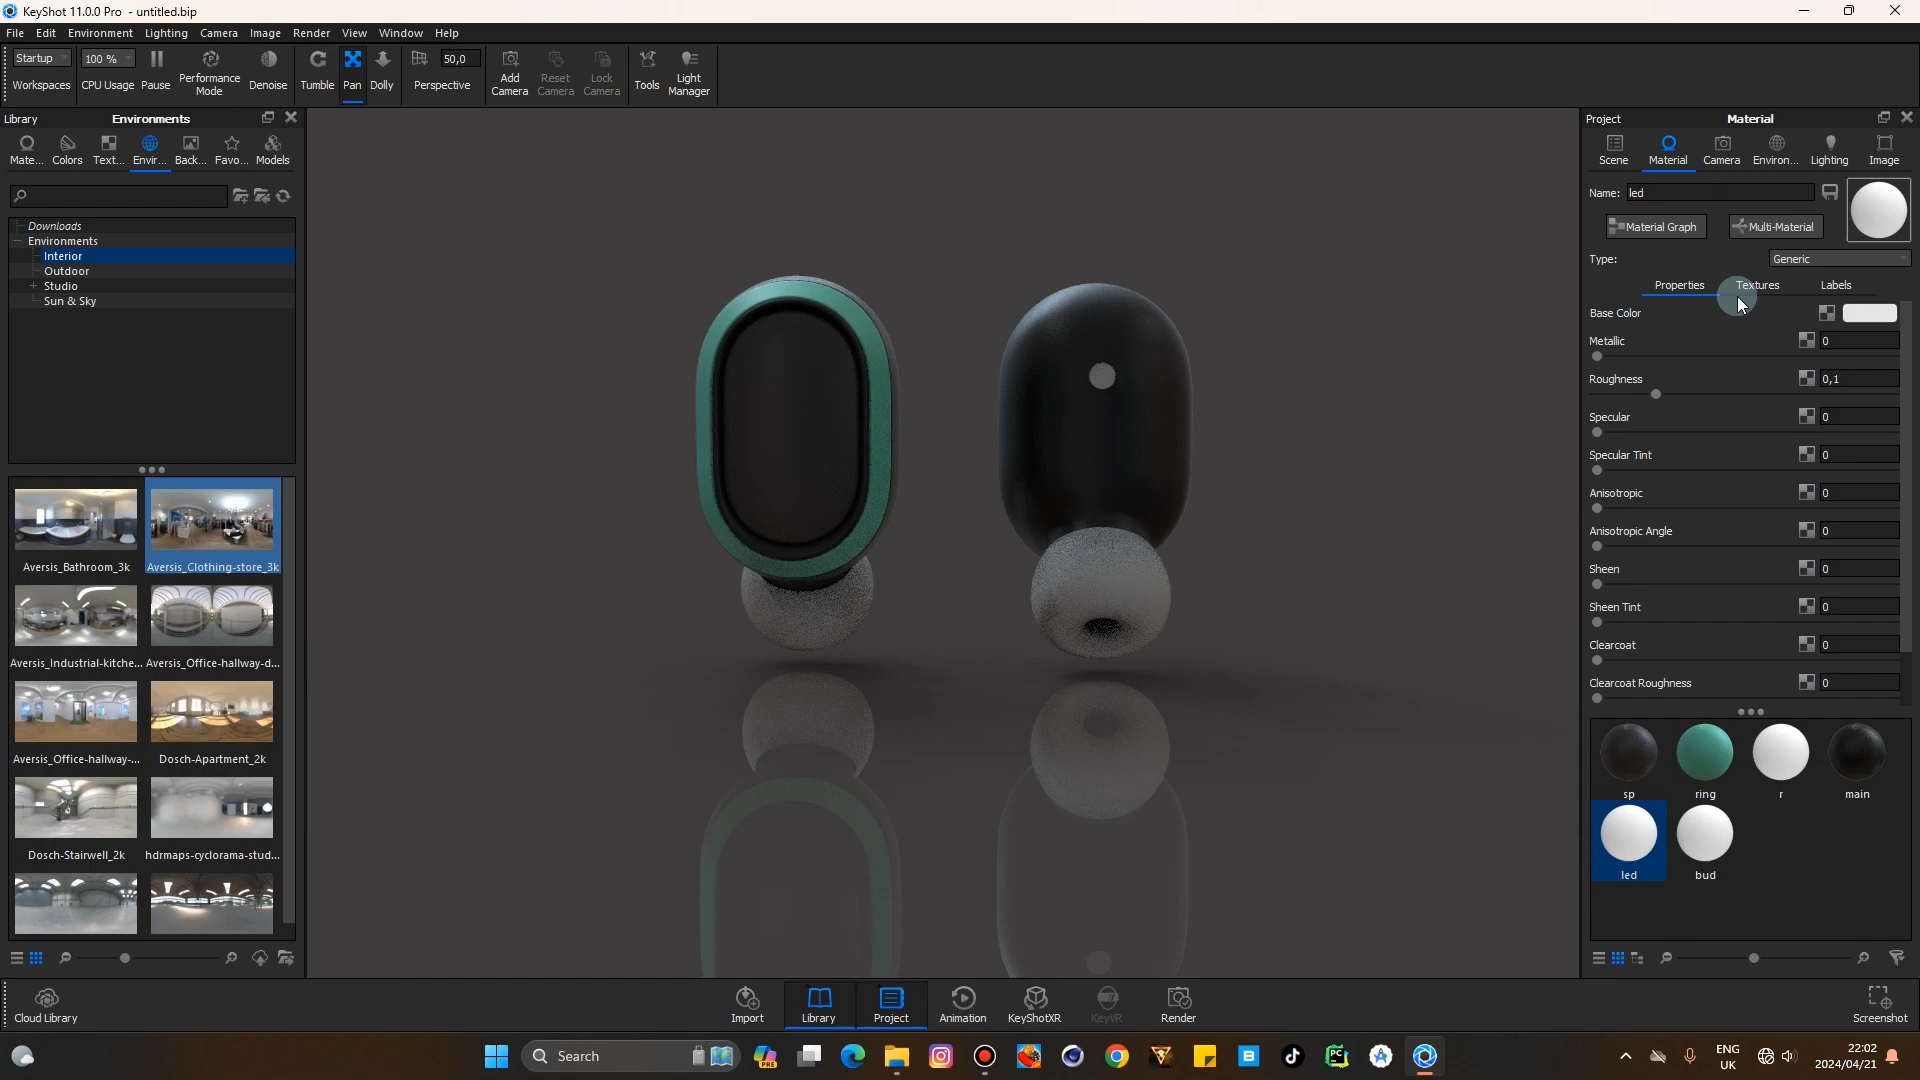 KeyShot 11.0.0 Pro - untitled.bip
File Edit Environment Lighting Camera Image Render View Window Help
Startup 100 % 50,0
Workspaces CPU Usage Pause Performance Mode Denoise Tumble Pan Dolly Perspective Add Camera Reset Camera Lock Camera Tools Light Manager
Library Environments
Mate... Colors Text... Envir... Back... Favo... Models
Downloads
Environments
Interior
Outdoor
Studio
Sun & Sky
Aversis_Bathroom_3k Aversis_Clothing-store_3k
Aversis_Industrial-kitche... Aversis_Office-hallway-d...
Aversis_Office-hallway-... Dosch-Apartment_2k
Dosch-Stairwell_2k hdrmaps-cyclorama-stud...
Project Material
Scene Material Camera Environ... Lighting Image
Name: led
Material Graph Multi-Material
Type: Generic
Properties Textures Labels
Base Color
Metallic 0
Roughness 0,1
Specular 0
Specular Tint 0
Anisotropic 0
Anisotropic Angle 0
Sheen 0
Sheen Tint 0
Clearcoat 0
Clearcoat Roughness 0
sp ring r main
led bud
Cloud Library Import Library Project Animation KeyShotXR KeyVR Render Screenshot
Search PRE PC ENG UK 22:02 2024/04/21